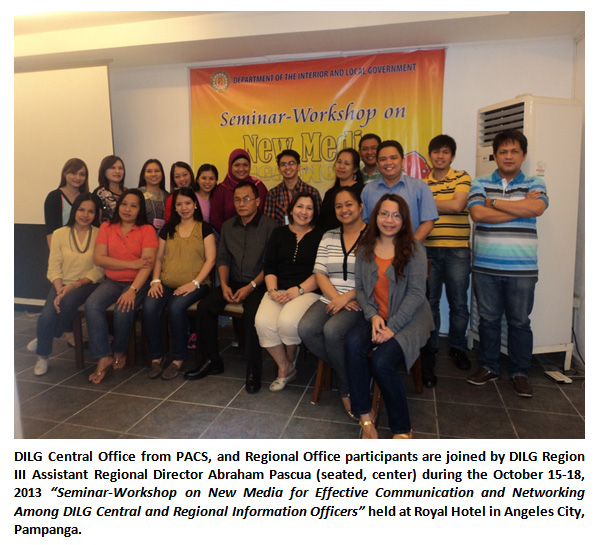 DEPARTMENT OF THE INTERIOR AND LOCAL GOVERNMENT
Seminar-Workshop on
New Media
DILG Central Office from PACS, and Regional Office participants are joined by DILG Region
III Assistant Regional Director Abraham Pascua (seated, center) during the October 15-18,
2013 “Seminar-Workshop on New Media for Effective Communication and Networking
Among DILG Central and Regional Information Officers” held at Royal Hotel in Angeles City,
Pampanga.